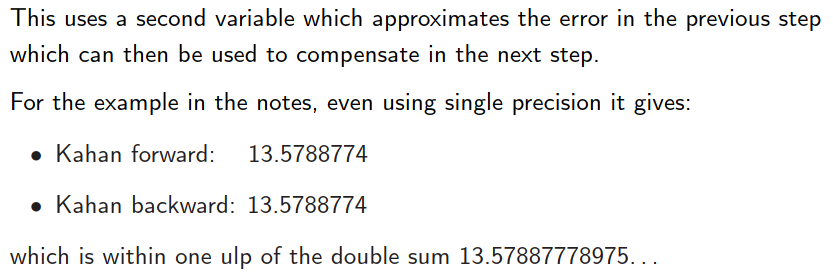 This uses a second variable which approximates the error in the previous step
which can then be used to compensate in the next step.
For the example in the notes, even using single precision it gives:
• Kahan forward: 13.5788774
• Kahan backward: 13.5788774
which is within one ulp of the double sum 13.57887778975...